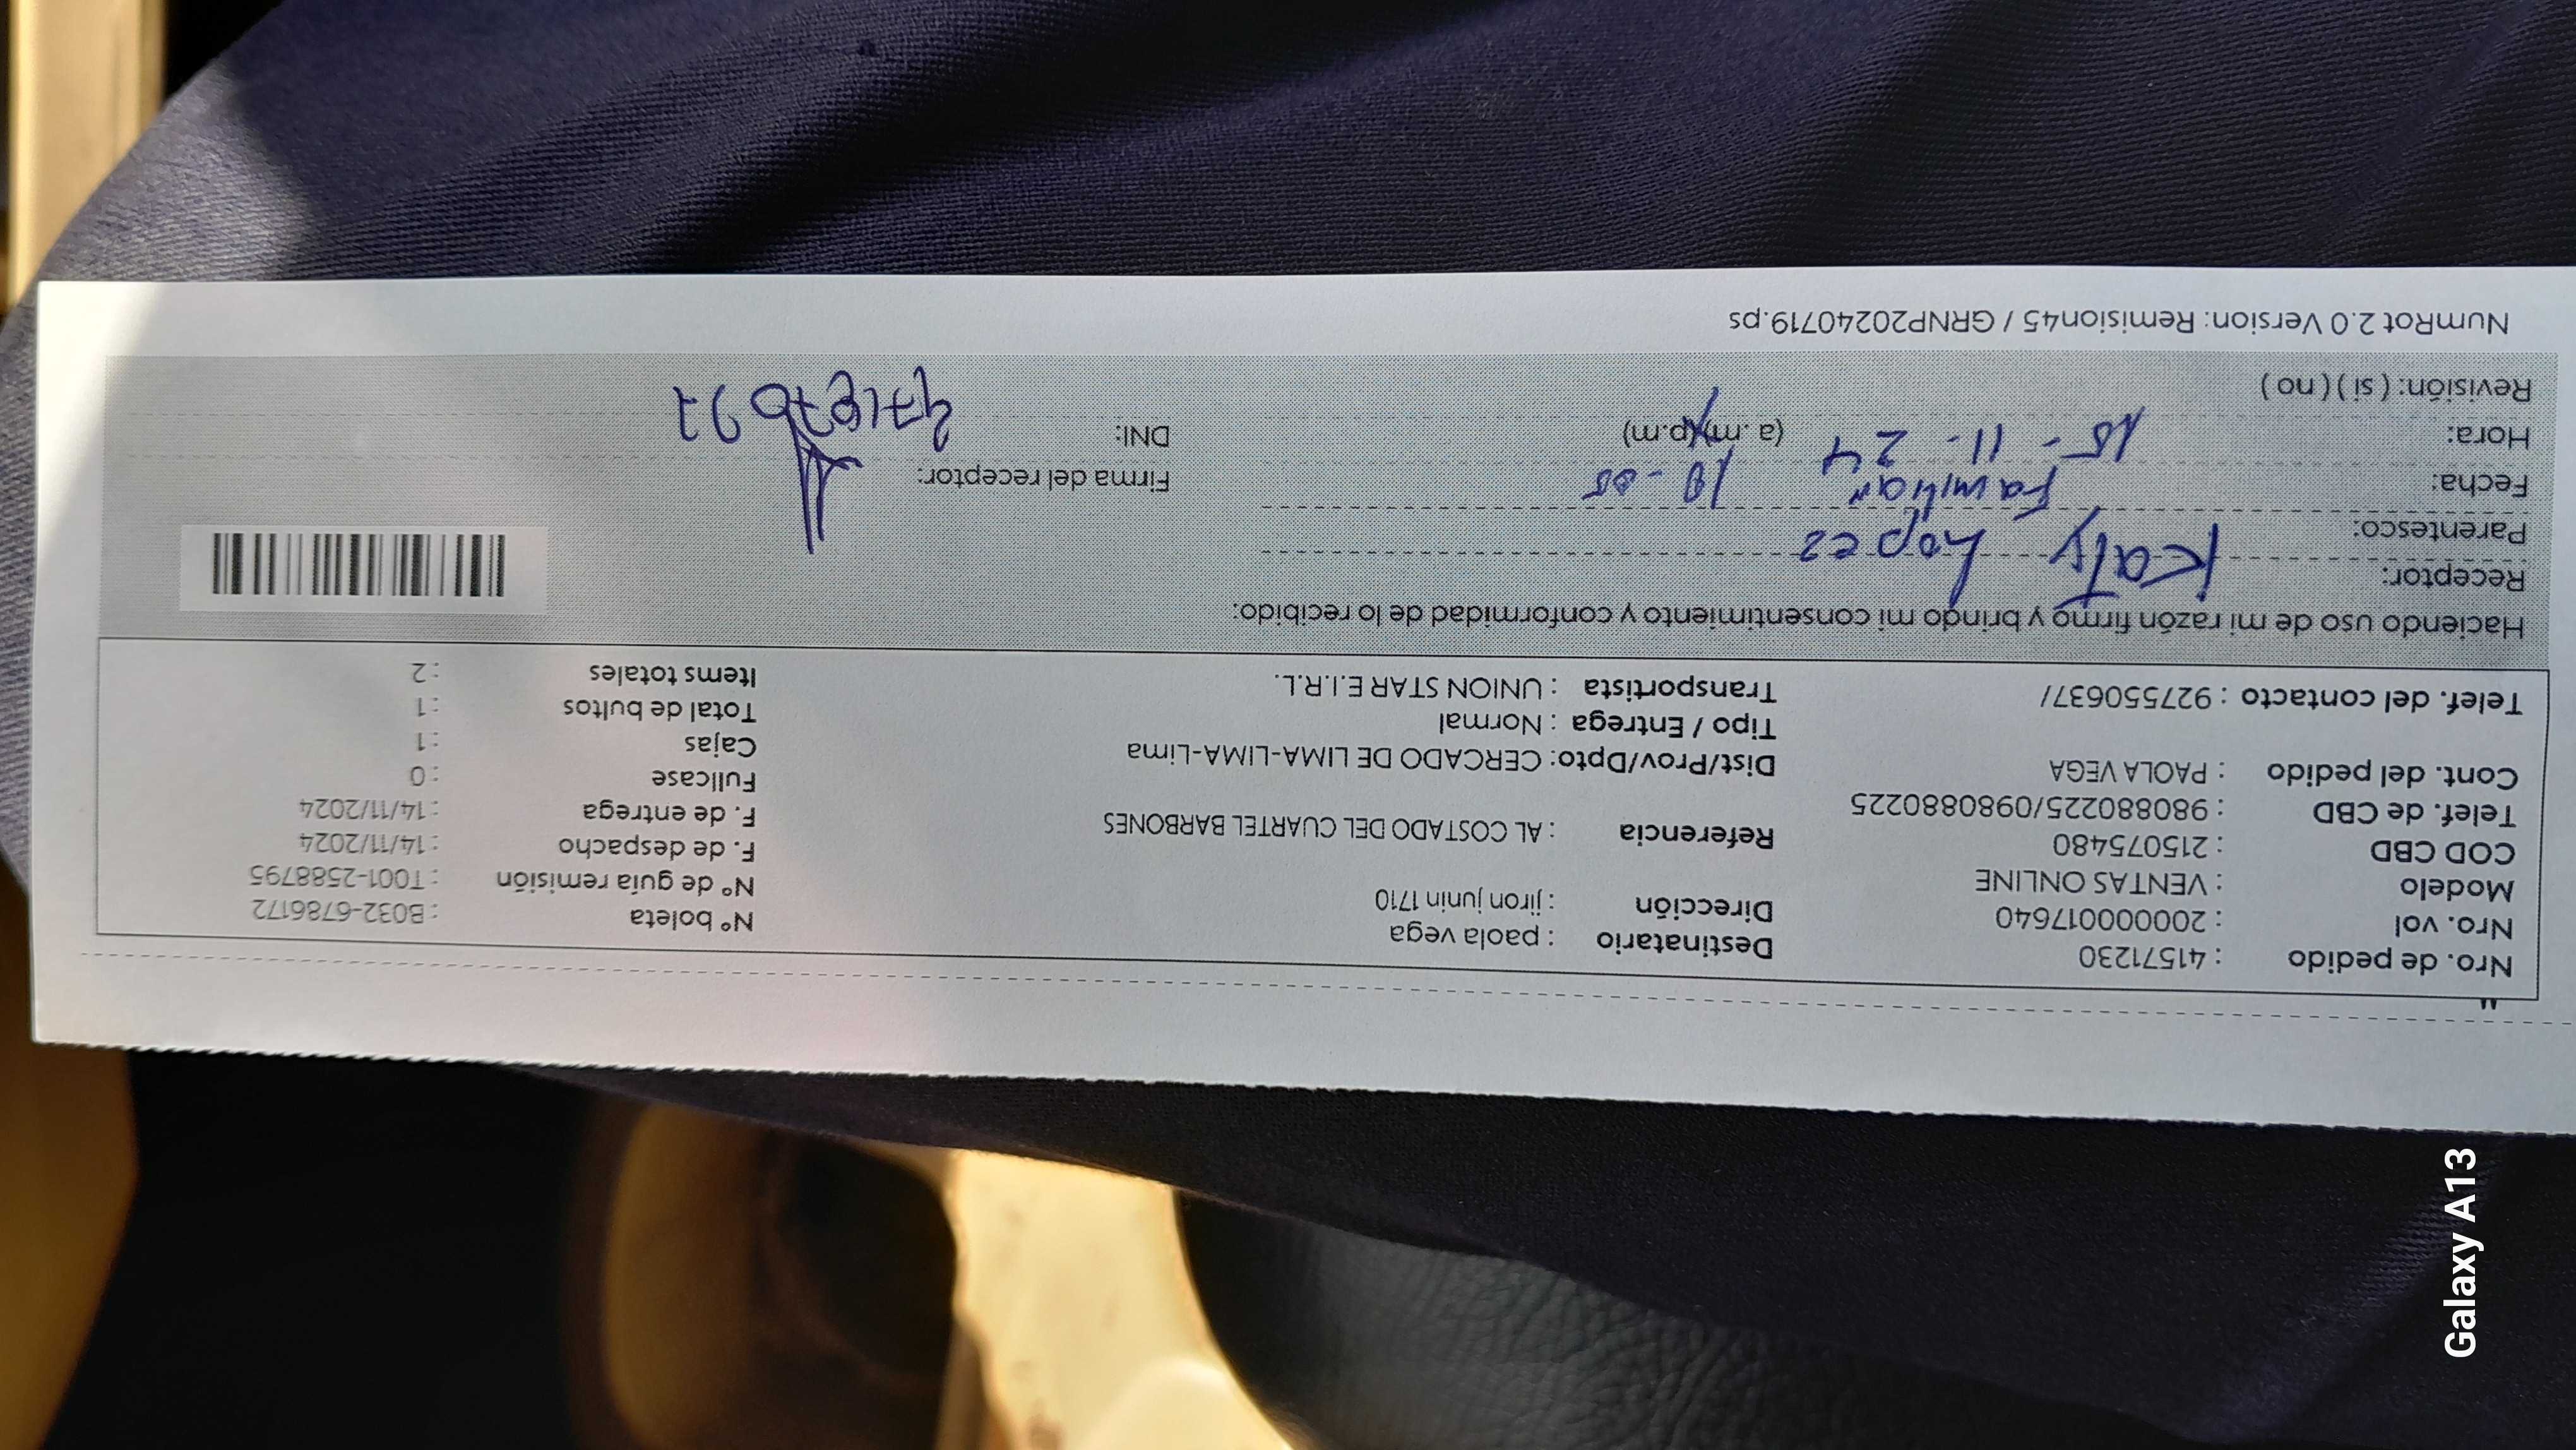 "
Nro. de pedido : 41571230
Nro. vol : 2000000017640
Modelo : VENTAS ONLINE
COD CBD : 215075480
Telef. de CBD : 980880225/0980880225
Cont. del pedido : PAOLA VEGA
Telef. del contacto : 927550637/
Destinatario : paola vega
Dirección : jiron junin 1710
Referencia : AL COSTADO DEL CUARTEL BARBONES
Dist/Prov/Dpto: CERCADO DE LIMA-LIMA-Lima
Tipo / Entrega : Normal
Transportista : UNION STAR E.I.R.L.
N° boleta : B032-6786172
N° de guía remisión : T001-2588795
F. de despacho : 14/11/2024
F. de entrega : 14/11/2024
Fullcase : 0
Cajas : 1
Total de bultos : 1
Items totales : 2
Haciendo uso de mi razón firmo y brindo mi consentimiento y conformidad de lo recibido:
Receptor: Katy Lopez
Parentesco: Familiar
Fecha: 15-11-24
Hora: (a.m)(p.m)
Revisión: ( si ) ( no )
Firma del receptor:
DNI:
NumRot 2.0 Version: Remision45 / GRNP20240719.ps
Galaxy A13